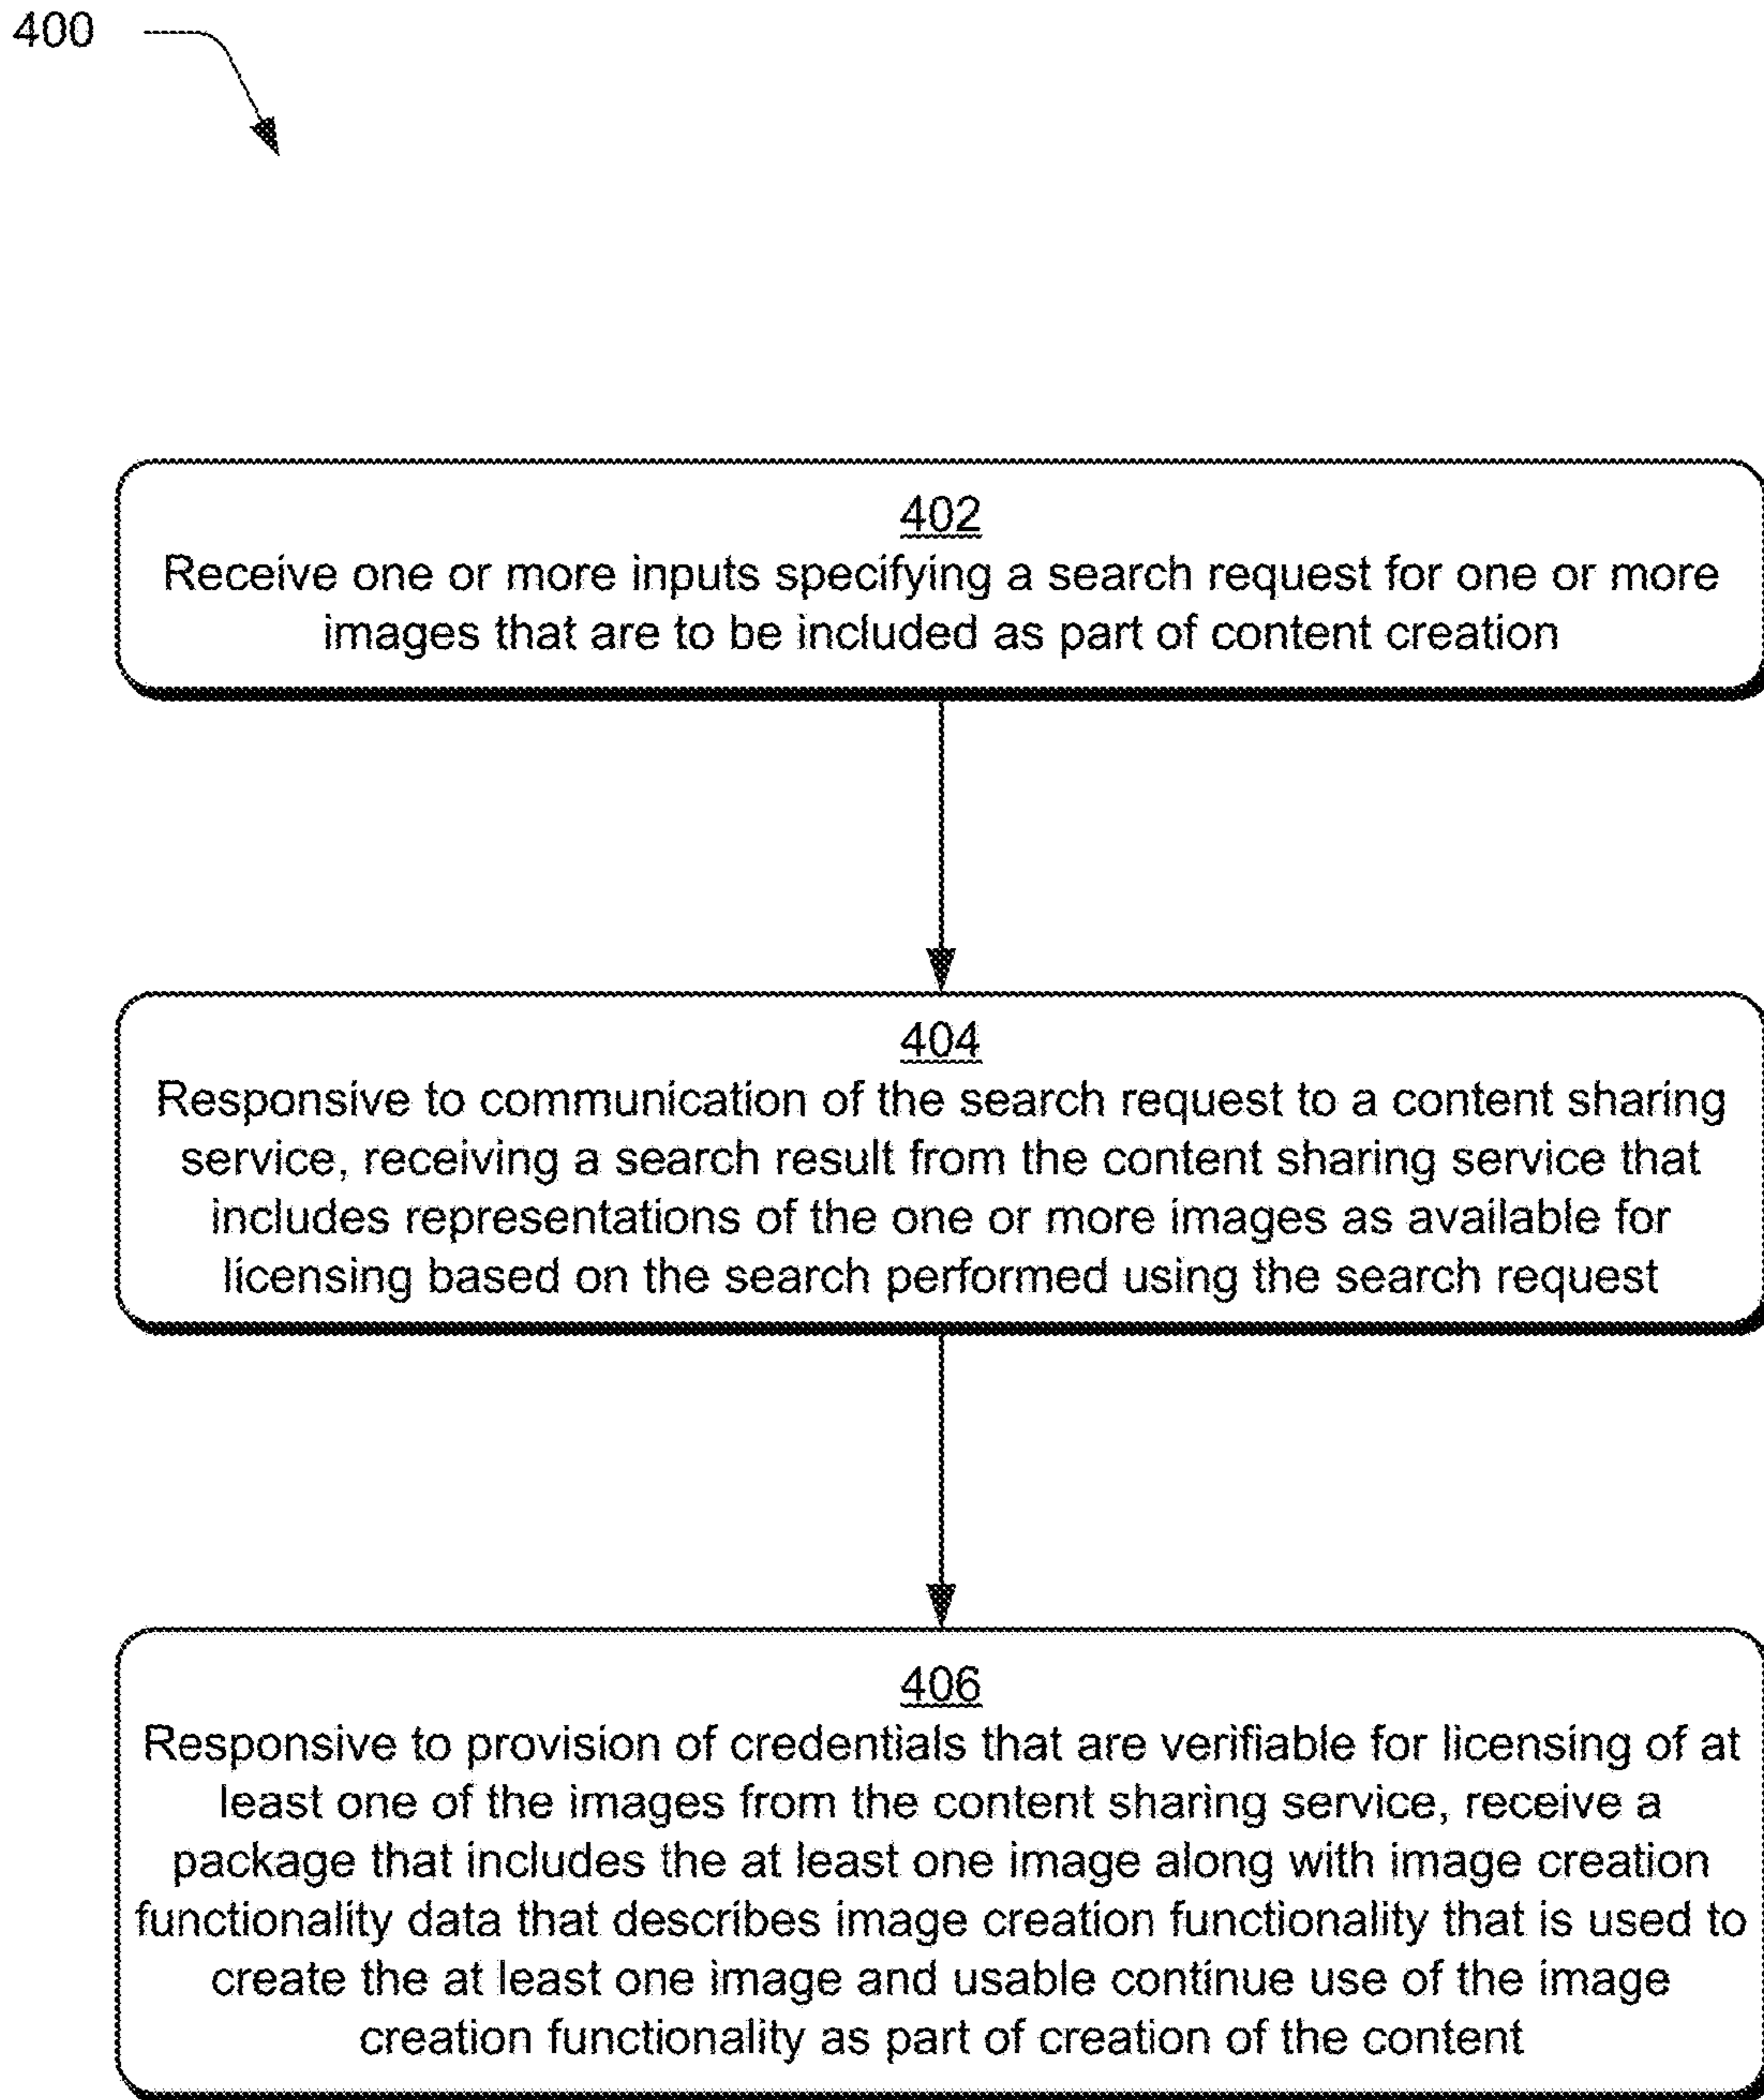 400
402
Receive one or more inputs specifying a search request for one or more
images that are to be included as part of content creation
404
Responsive to communication of the search request to a content sharing
service, receiving a search result from the content sharing service that
includes representations of the one or more images as available for
licensing based on the search performed using the search request
406
Responsive to provision of credentials that are verifiable for licensing of at
least one of the images from the content sharing service, receive a
package that includes the at least one image along with image creation
functionality data that describes image creation functionality that is used to
create the at least one image and usable continue use of the image
creation functionality as part of creation of the content